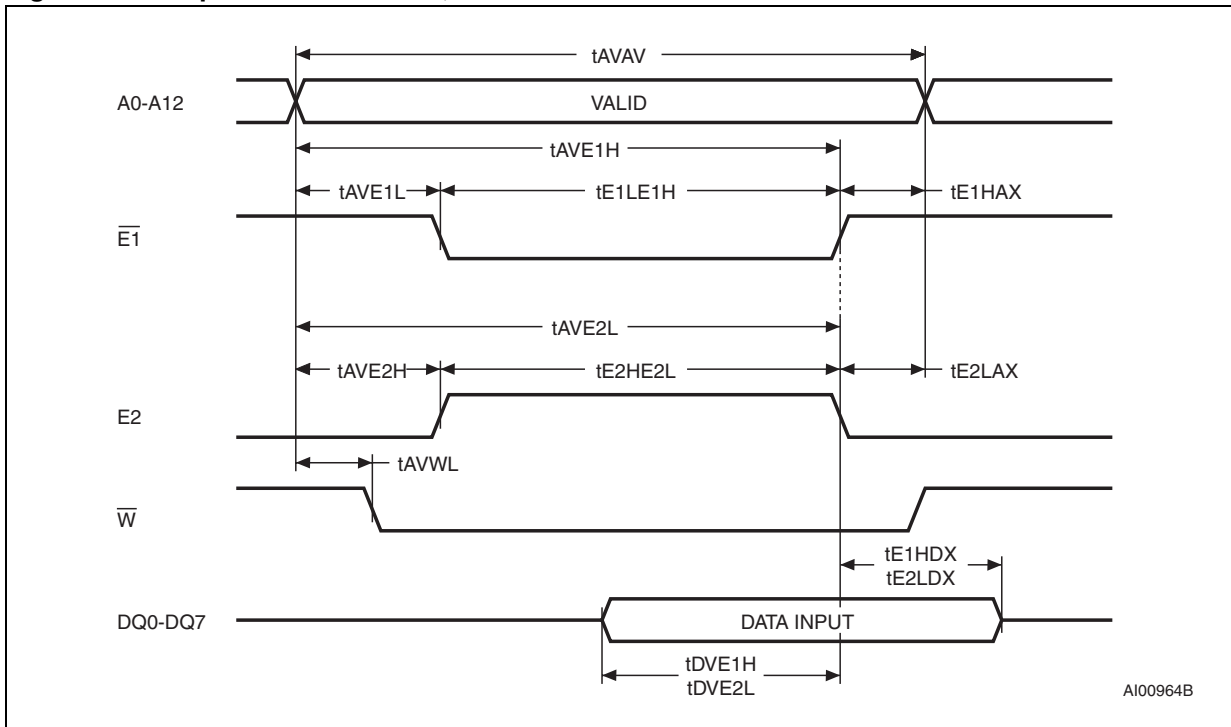 tAVAV
A0-A12
VALID
tAVE1H
tAVE1L
tE1LE1H
tE1HAX
E1
tAVE2L
tAVE2H
tE2HE2L
tE2LAX
E2
tAVWL
W
tE1HDX
tE2LDX
DQ0-DQ7
DATA INPUT
tDVE1H
tDVE2L
AI00964B